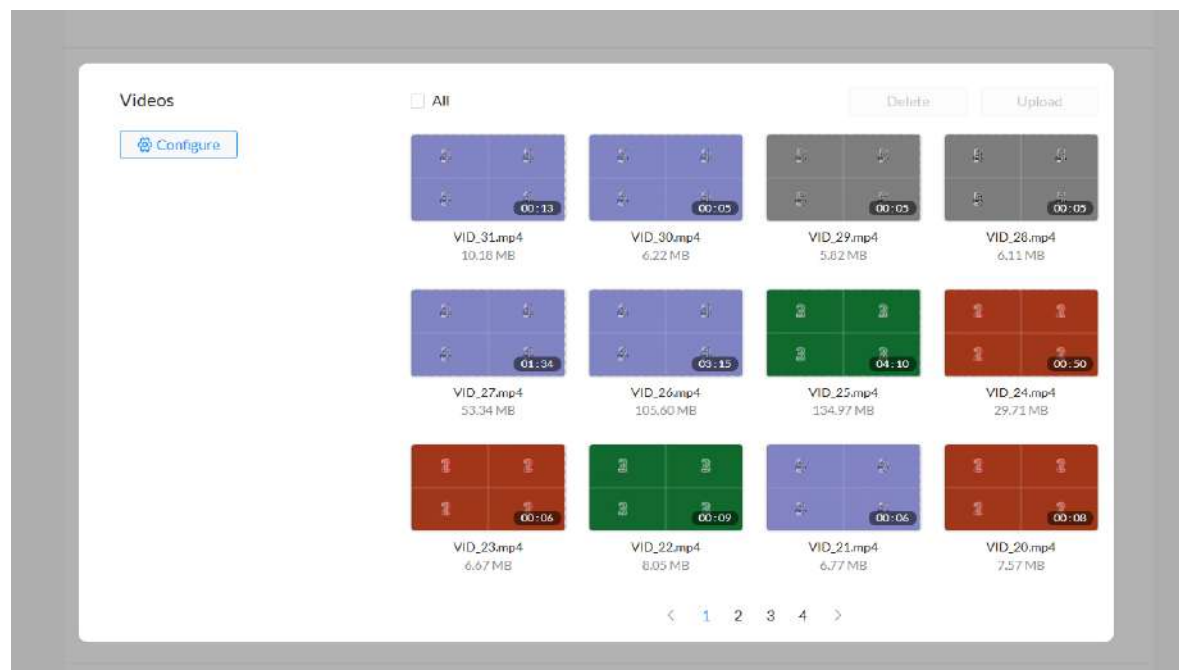 Videos
All
Delete
Upload
Configure
00:13
00:05
00:05
00:05
VID_31.mp4
VID_30.mp4
VID_29.mp4
VID_28.mp4
10.18 MB
6.22 MB
5.82 MB
6.11 MB
01:34
03:15
04:10
00:50
VID_27.mp4
VID_26.mp4
VID_25.mp4
VID_24.mp4
53.34 MB
105.60 MB
134.97 MB
29.71 MB
00:06
00:09
00:06
00:08
VID_23.mp4
VID_22.mp4
VID_21.mp4
VID_20.mp4
6.67 MB
8.05 MB
6.77 MB
7.57 MB
< 1 2 3 4 >